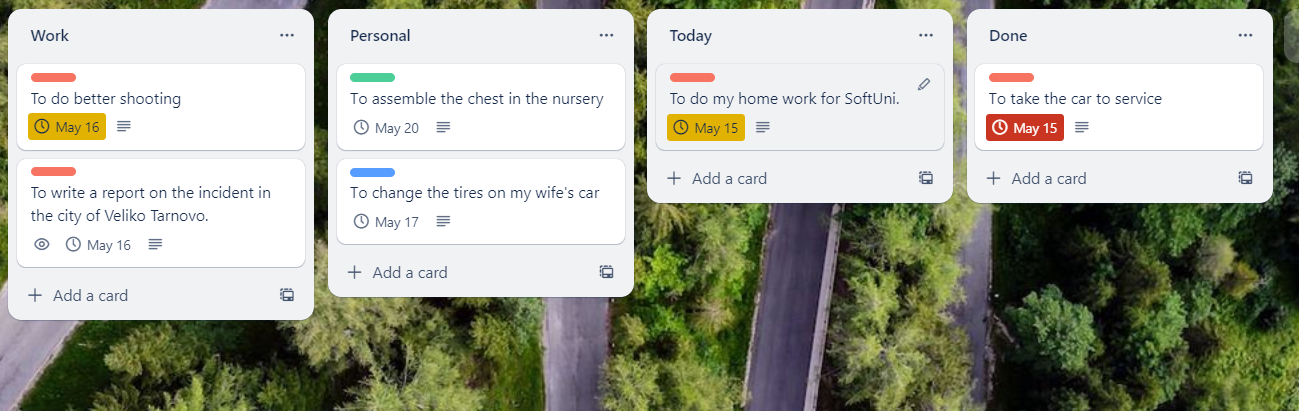 Work
To do better shooting
May 16
To write a report on the incident in
the city of Veliko Tarnovo.
May 16
Add a card
Personal
To assemble the chest in the nursery
May 20
To change the tires on my wife's car
May 17
Add a card
Today
To do my home work for SoftUni.
May 15
Add a card
Done
To take the car to service
May 15
Add a card